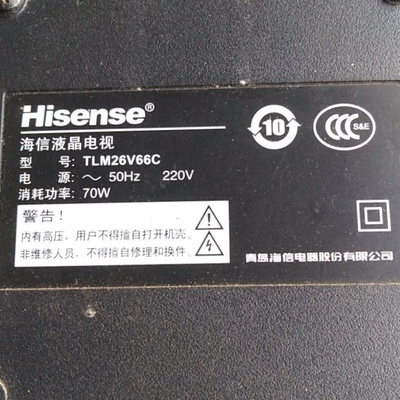 Hisense®
10
S&E
海信液晶电视
型 号: TLM26V66C
电 源: ～ 50Hz 220V
消耗功率: 70W
警告!
内有高压，用户不得擅自打开机壳。
非维修人员，不得擅自修理和换件。
青岛海信电器股份有限公司